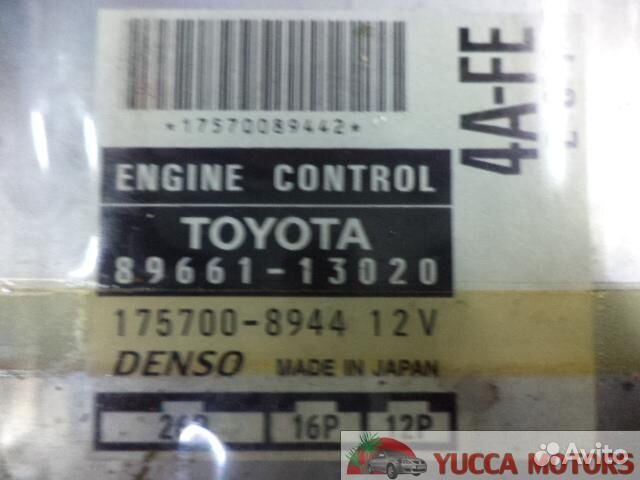 *17570089442*
4A-FE
ENGINE CONTROL
TOYOTA
89661-13020
175700-8944 12V
DENSO MADE IN JAPAN
26P 16P 12P
Avito
YUCCA MOTORS